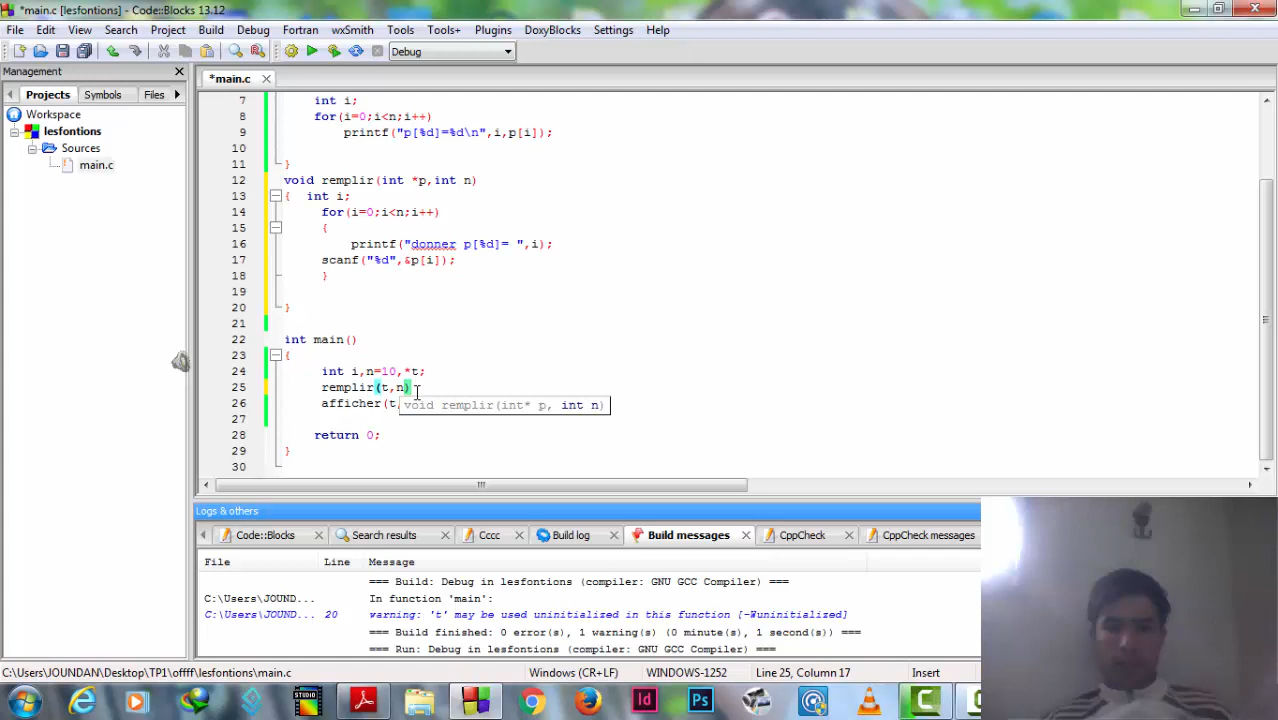 *main.c [lesfontions] - Code::Blocks 13.12
File Edit View Search Project Build Debug Fortran wxSmith Tools Tools+ Plugins DoxyBlocks Settings Help
Debug
Management
*main.c
Projects Symbols Files
Workspace
lesfontions
Sources
main.c
7 int i;
8 for(i=0;i<n;i++)
9 printf("p[%d]=%d\n",i,p[i]);
10
11 }
12 void remplir(int *p,int n)
13 { int i;
14 for(i=0;i<n;i++)
15 {
16 printf("donner p[%d]= ",i);
17 scanf("%d",&p[i]);
18 }
19
20 }
21
22 int main()
23 {
24 int i,n=10,*t;
25 remplir(t,n)
26 afficher(t,
void remplir(int* p, int n)
27
28 return 0;
29 }
30
Logs & others
Code::Blocks Search results Cccc Build log Build messages CppCheck CppCheck messages
File Line Message
=== Build: Debug in lesfontions (compiler: GNU GCC Compiler) ===
C:\Users\JOUND... In function 'main':
C:\Users\JOUND... 20 warning: 't' may be used uninitialized in this function [-Wuninitialized]
=== Build finished: 0 error(s), 1 warning(s) (0 minute(s), 1 second(s)) ===
=== Run: Debug in lesfontions (compiler: GNU GCC Compiler) ===
C:\Users\JOUNDAN\Desktop\TP1\offff\lesfontions\main.c Windows (CR+LF) WINDOWS-1252 Line 25, Column 17 Insert
STUDIO
Id
Ps